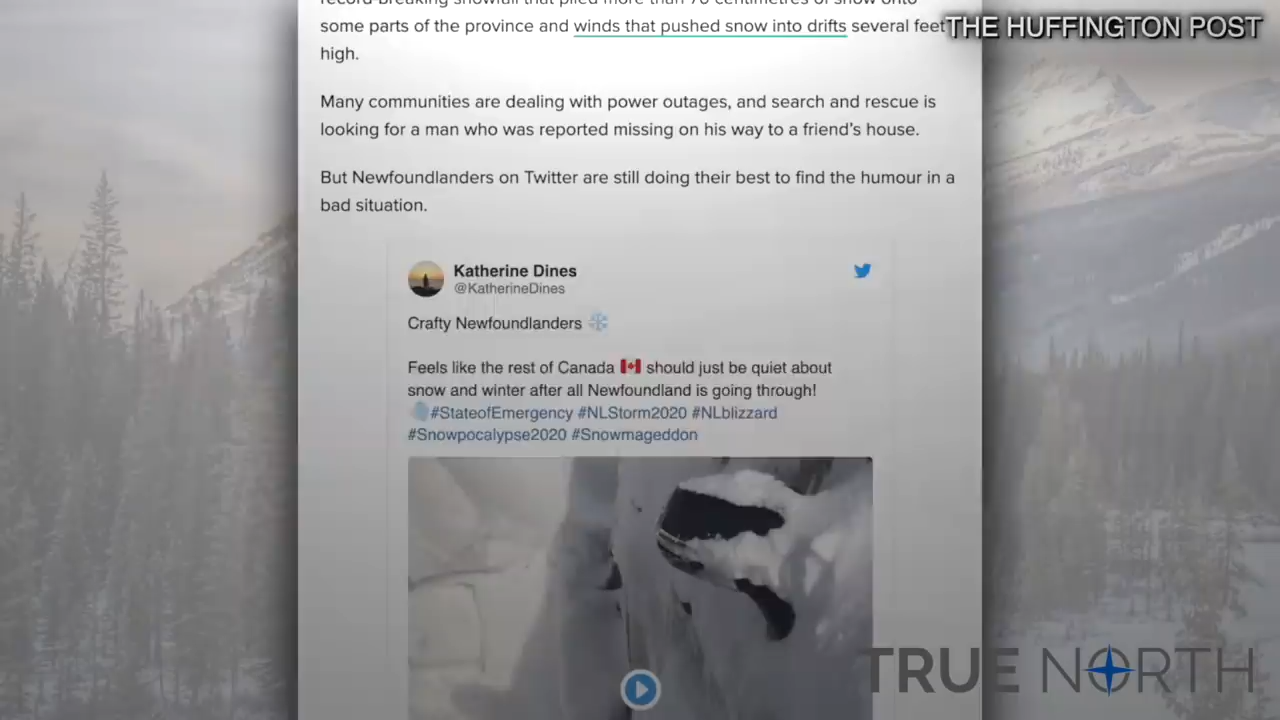 THE HUFFINGTON POST
record-breaking snowfall that piled more than 70 centimetres of snow onto
some parts of the province and winds that pushed snow into drifts several feet
high.
Many communities are dealing with power outages, and search and rescue is
looking for a man who was reported missing on his way to a friend's house.
But Newfoundlanders on Twitter are still doing their best to find the humour in a
bad situation.
Katherine Dines
@KatherineDines
Crafty Newfoundlanders
Feels like the rest of Canada should just be quiet about
snow and winter after all Newfoundland is going through!
#StateofEmergency #NLStorm2020 #NLblizzard
#Snowpocalypse2020 #Snowmageddon
TRUE NORTH